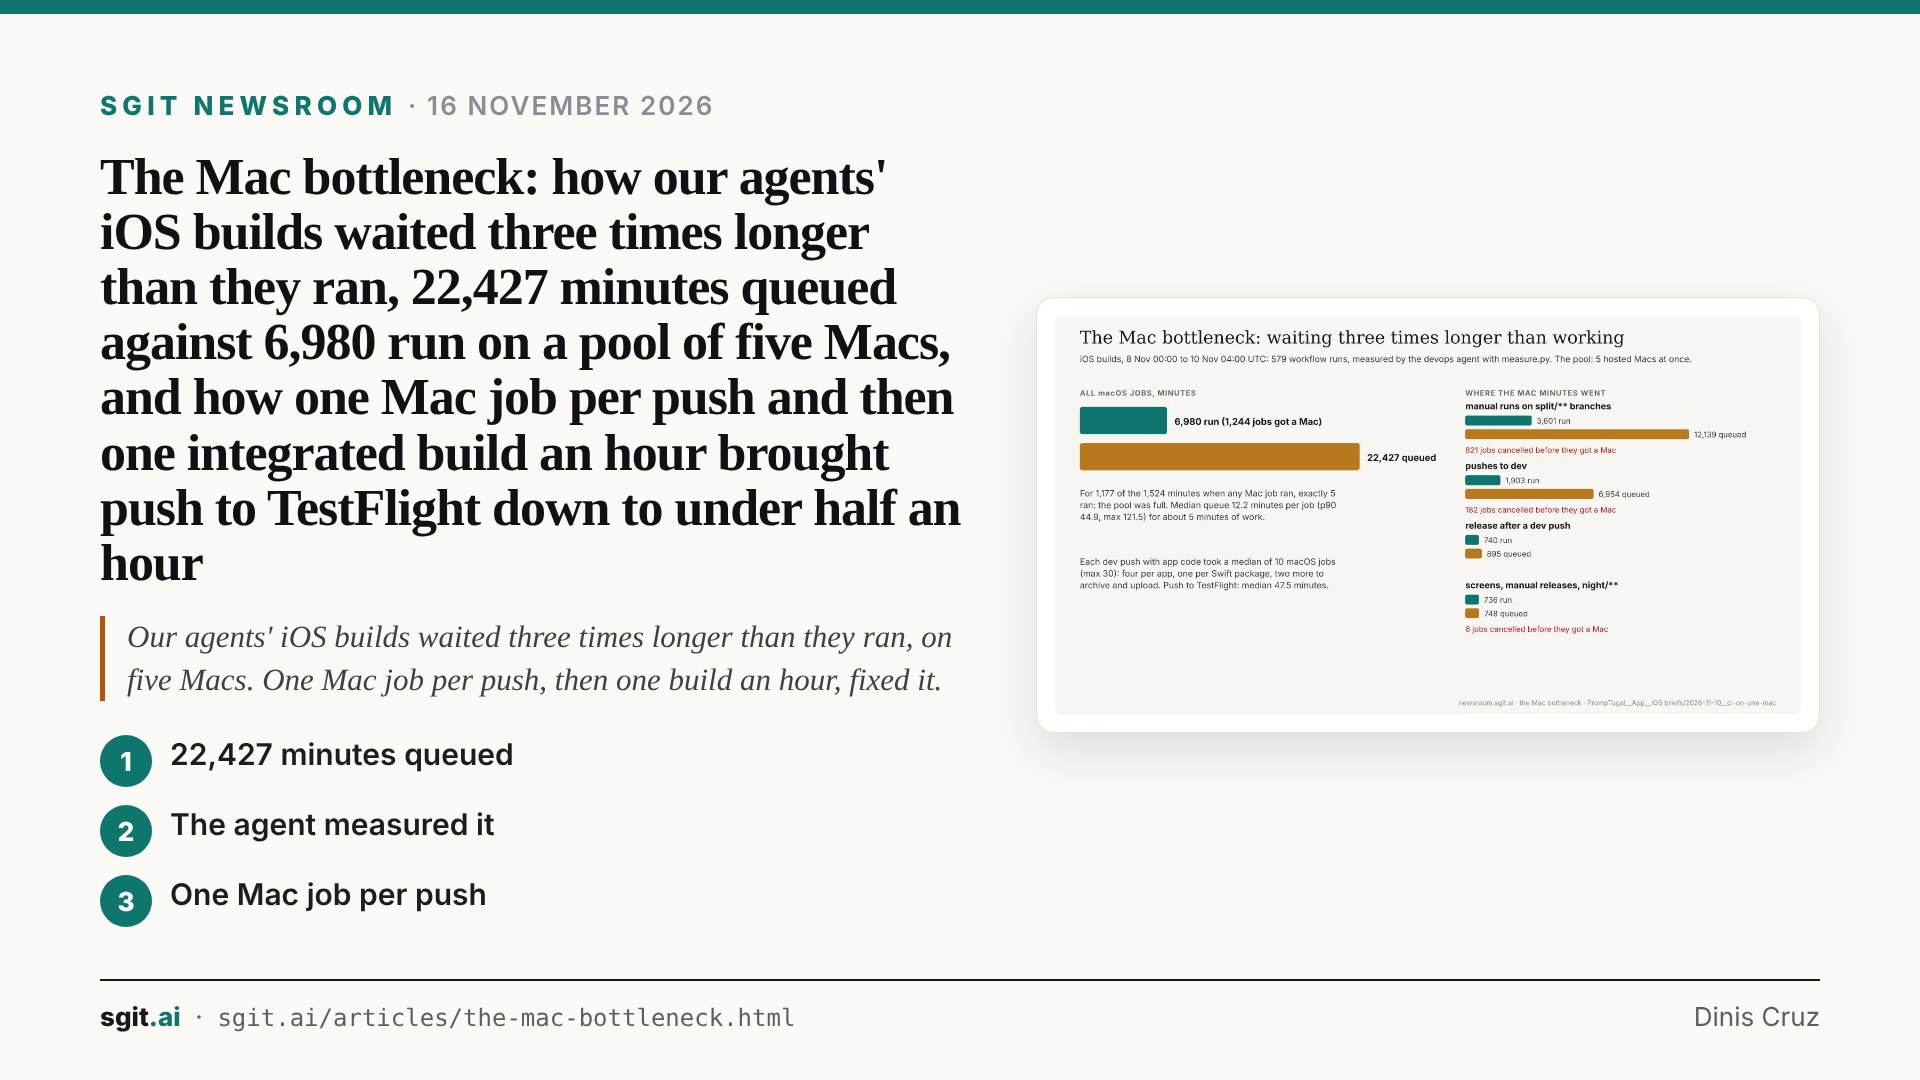 SGIT NEWSROOM · 16 NOVEMBER 2026
The Mac bottleneck: how our agents'
iOS builds waited three times longer
than they ran, 22,427 minutes queued
against 6,980 run on a pool of five Macs,
and how one Mac job per push and then
one integrated build an hour brought
push to TestFlight down to under half an
hour
Our agents' iOS builds waited three times longer than they ran, on
five Macs. One Mac job per push, then one build an hour, fixed it.
1 22,427 minutes queued
2 The agent measured it
3 One Mac job per push
The Mac bottleneck: waiting three times longer than working
iOS builds, 8 Nov 00:00 to 10 Nov 04:00 UTC: 579 workflow runs, measured by the devops agent with measure.py. The pool: 5 hosted Macs at once.
ALL macOS JOBS, MINUTES
6,980 run (1,244 jobs got a Mac)
22,427 queued
For 1,177 of the 1,524 minutes when any Mac job ran, exactly 5
ran: the pool was full. Median queue 12.2 minutes per job (p90
44.9, max 121.5) for about 5 minutes of work.
Each dev push with app code took a median of 10 macOS jobs
(max 30): four per app, one per Swift package, two more to
archive and upload. Push to TestFlight: median 47.5 minutes.
WHERE THE MAC MINUTES WENT
manual runs on split/** branches
3,601 run
12,139 queued
821 jobs cancelled before they got a Mac
pushes to dev
1,903 run
6,954 queued
182 jobs cancelled before they got a Mac
release after a dev push
740 run
895 queued
screens, manual releases, night/**
736 run
748 queued
6 jobs cancelled before they got a Mac
newsroom.sgit.ai · the Mac bottleneck · PrompTugal__App__iOS briefs/2026-11-10__ci-on-one-mac
sgit.ai · sgit.ai/articles/the-mac-bottleneck.html
Dinis Cruz